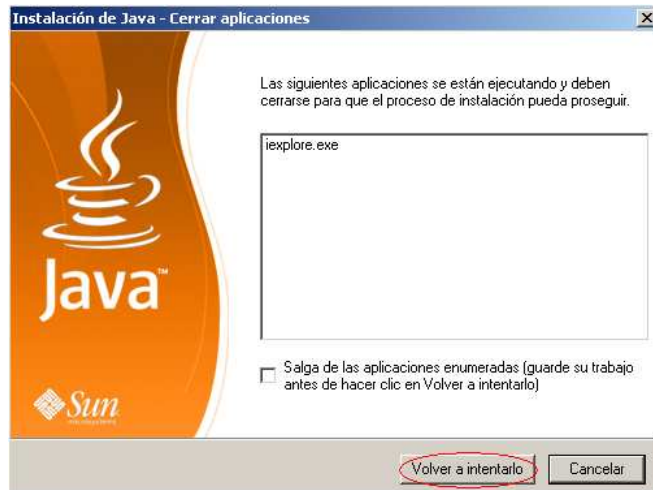 Instalación de Java - Cerrar aplicaciones
Las siguientes aplicaciones se están ejecutando y deben
cerrarse para que el proceso de instalación pueda proseguir.
iexplore.exe
Java™
Salga de las aplicaciones enumeradas (guarde su trabajo
antes de hacer clic en Volver a intentarlo)
Sun
microsystems
Volver a intentarlo
Cancelar